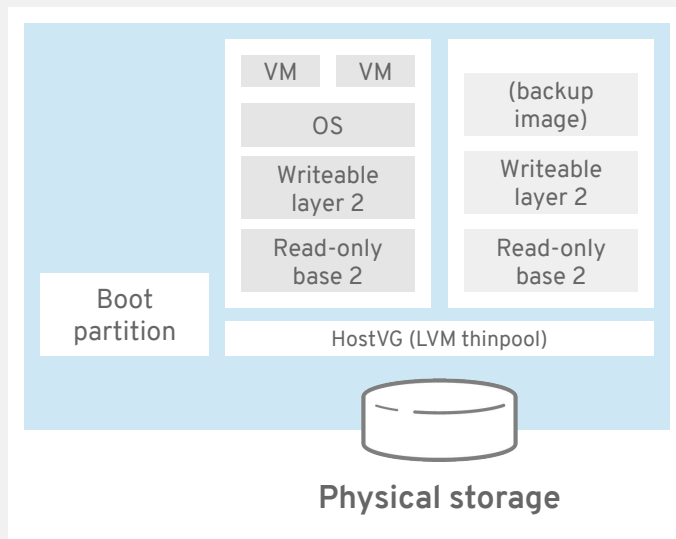 VM
VM
OS
Writeable
layer 2
Read-only
base 2
(backup
image)
Writeable
layer 2
Read-only
base 2
Boot
partition
HostVG (LVM thinpool)
Physical storage